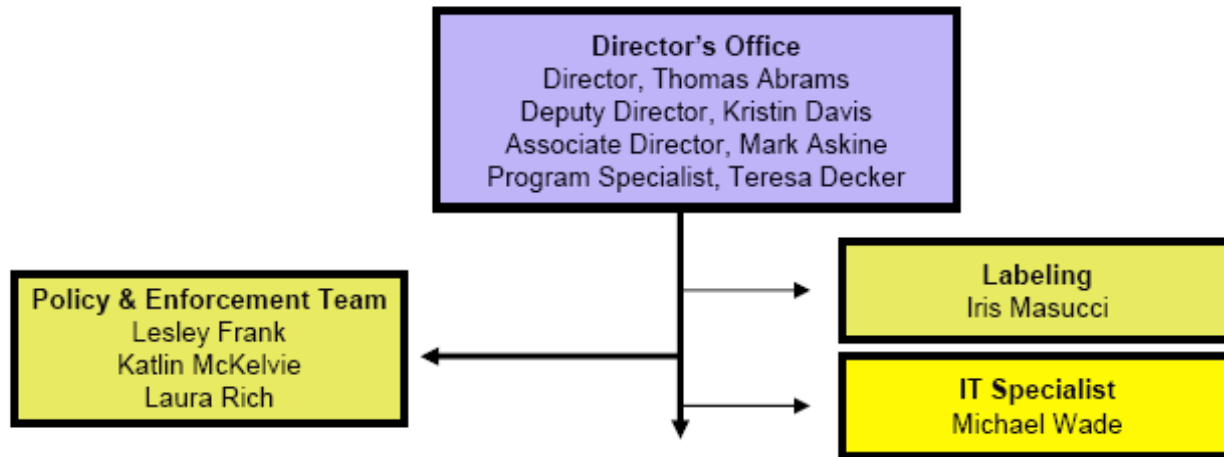 Director's Office
Director, Thomas Abrams
Deputy Director, Kristin Davis
Associate Director, Mark Askine
Program Specialist, Teresa Decker
Policy & Enforcement Team
Lesley Frank
Katlin McKelvie
Laura Rich
Labeling
Iris Masucci
IT Specialist
Michael Wade